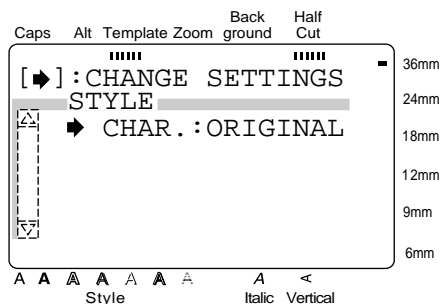 Back Half
Caps Alt Template Zoom ground Cut
[➡]:CHANGE SETTINGS
STYLE
➡ CHAR.:ORIGINAL
36mm
24mm
18mm
12mm
9mm
6mm
A A A A A A A A A
Style Italic Vertical